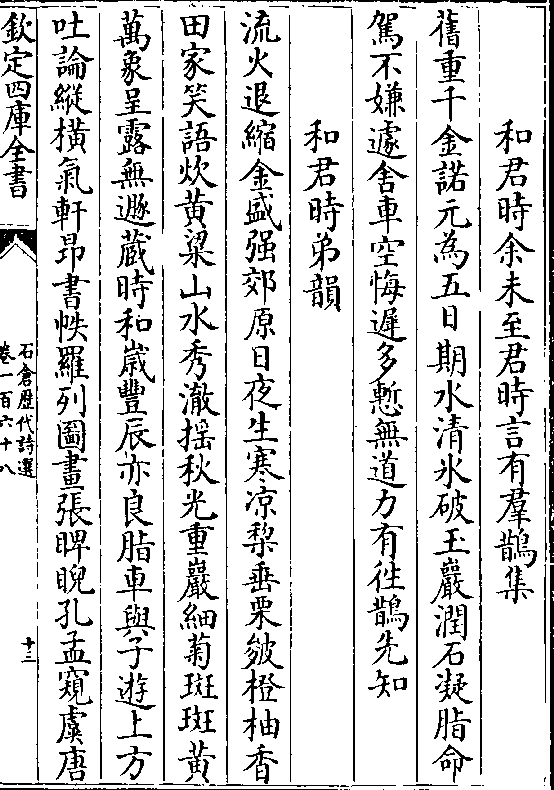 和君時余未至君時言有羣鵲集
舊重千金諾元為五日期水清氷破玉巖潤石凝脂命
駕不嫌遽舍車空悔遲多慙無道力有徃鵲先知
和君時弟韻
流火退縮金盛强郊原日夜生寒凉棃垂栗皺橙柚香
田家笑語炊黄粱山水秀澈揺秋光重巖細菊斑斑黄
萬象呈露無遯蔵時和嵗豐辰亦良脂車與子遊上方
吐論縱橫氣軒昂書帙羅列圖畫張睥睨孔孟窺虞唐
欽定四庫全書
石倉歴代詩選
卷一百六十八
十三